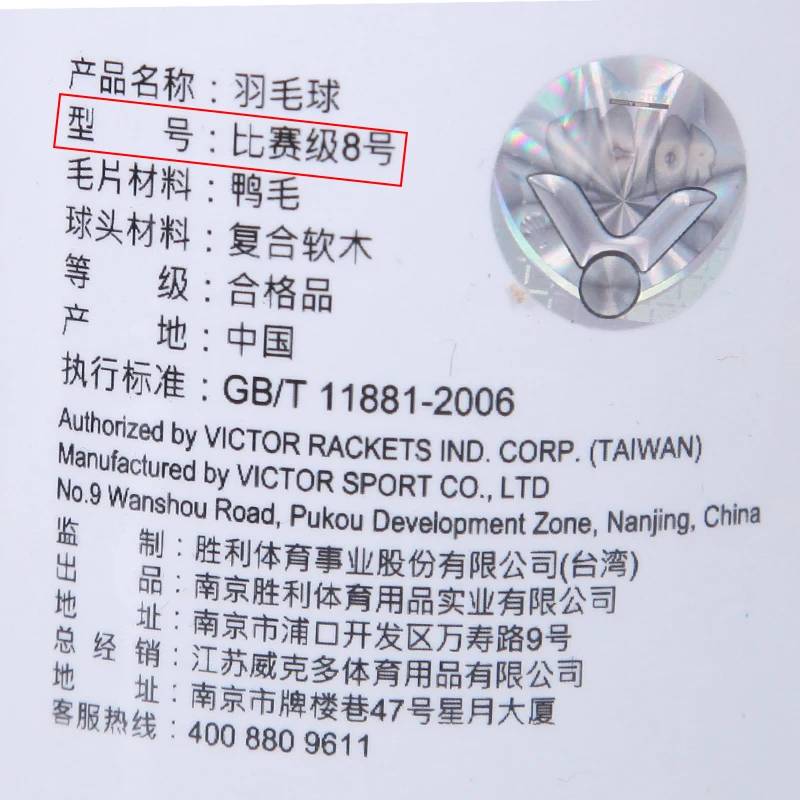 产品名称：羽毛球
型 号：比赛级8号
毛片材料：鸭毛
球头材料：复合软木
等 级：合格品
产 地：中国
执行标准：GB/T 11881-2006
Authorized by VICTOR RACKETS IND. CORP. (TAIWAN)
Manufactured by VICTOR SPORT CO., LTD
No.9 Wanshou Road, Pukou Development Zone, Nanjing, China
监 制：胜利体育事业股份有限公司(台湾)
出 品：南京胜利体育用品实业有限公司
地 址：南京市浦口开发区万寿路9号
总 经 销：江苏威克多体育用品有限公司
地 址：南京市牌楼巷47号星月大厦
客服热线：400 880 9611